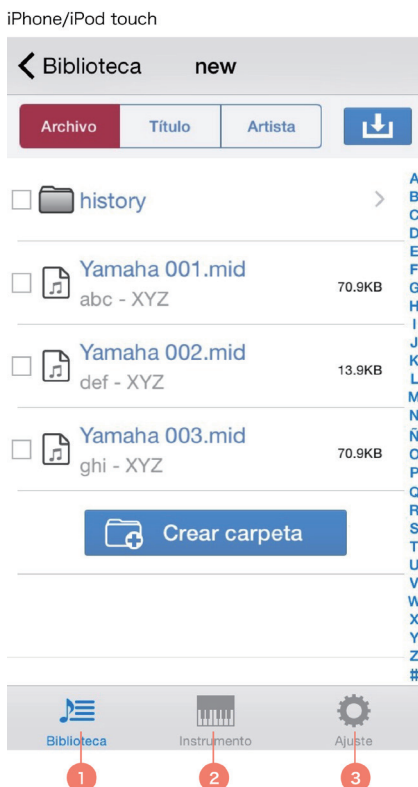 iPhone/iPod touch
Biblioteca new
Archivo Título Artista
history
Yamaha 001.mid
abc - XYZ
70.9KB
Yamaha 002.mid
def - XYZ
13.9KB
Yamaha 003.mid
ghi - XYZ
70.9KB
Crear carpeta
A
B
C
D
E
F
G
H
I
J
K
L
M
N
Ñ
O
P
Q
R
S
T
U
V
W
X
Y
Z
#
Biblioteca Instrumento Ajuste
1 2 3